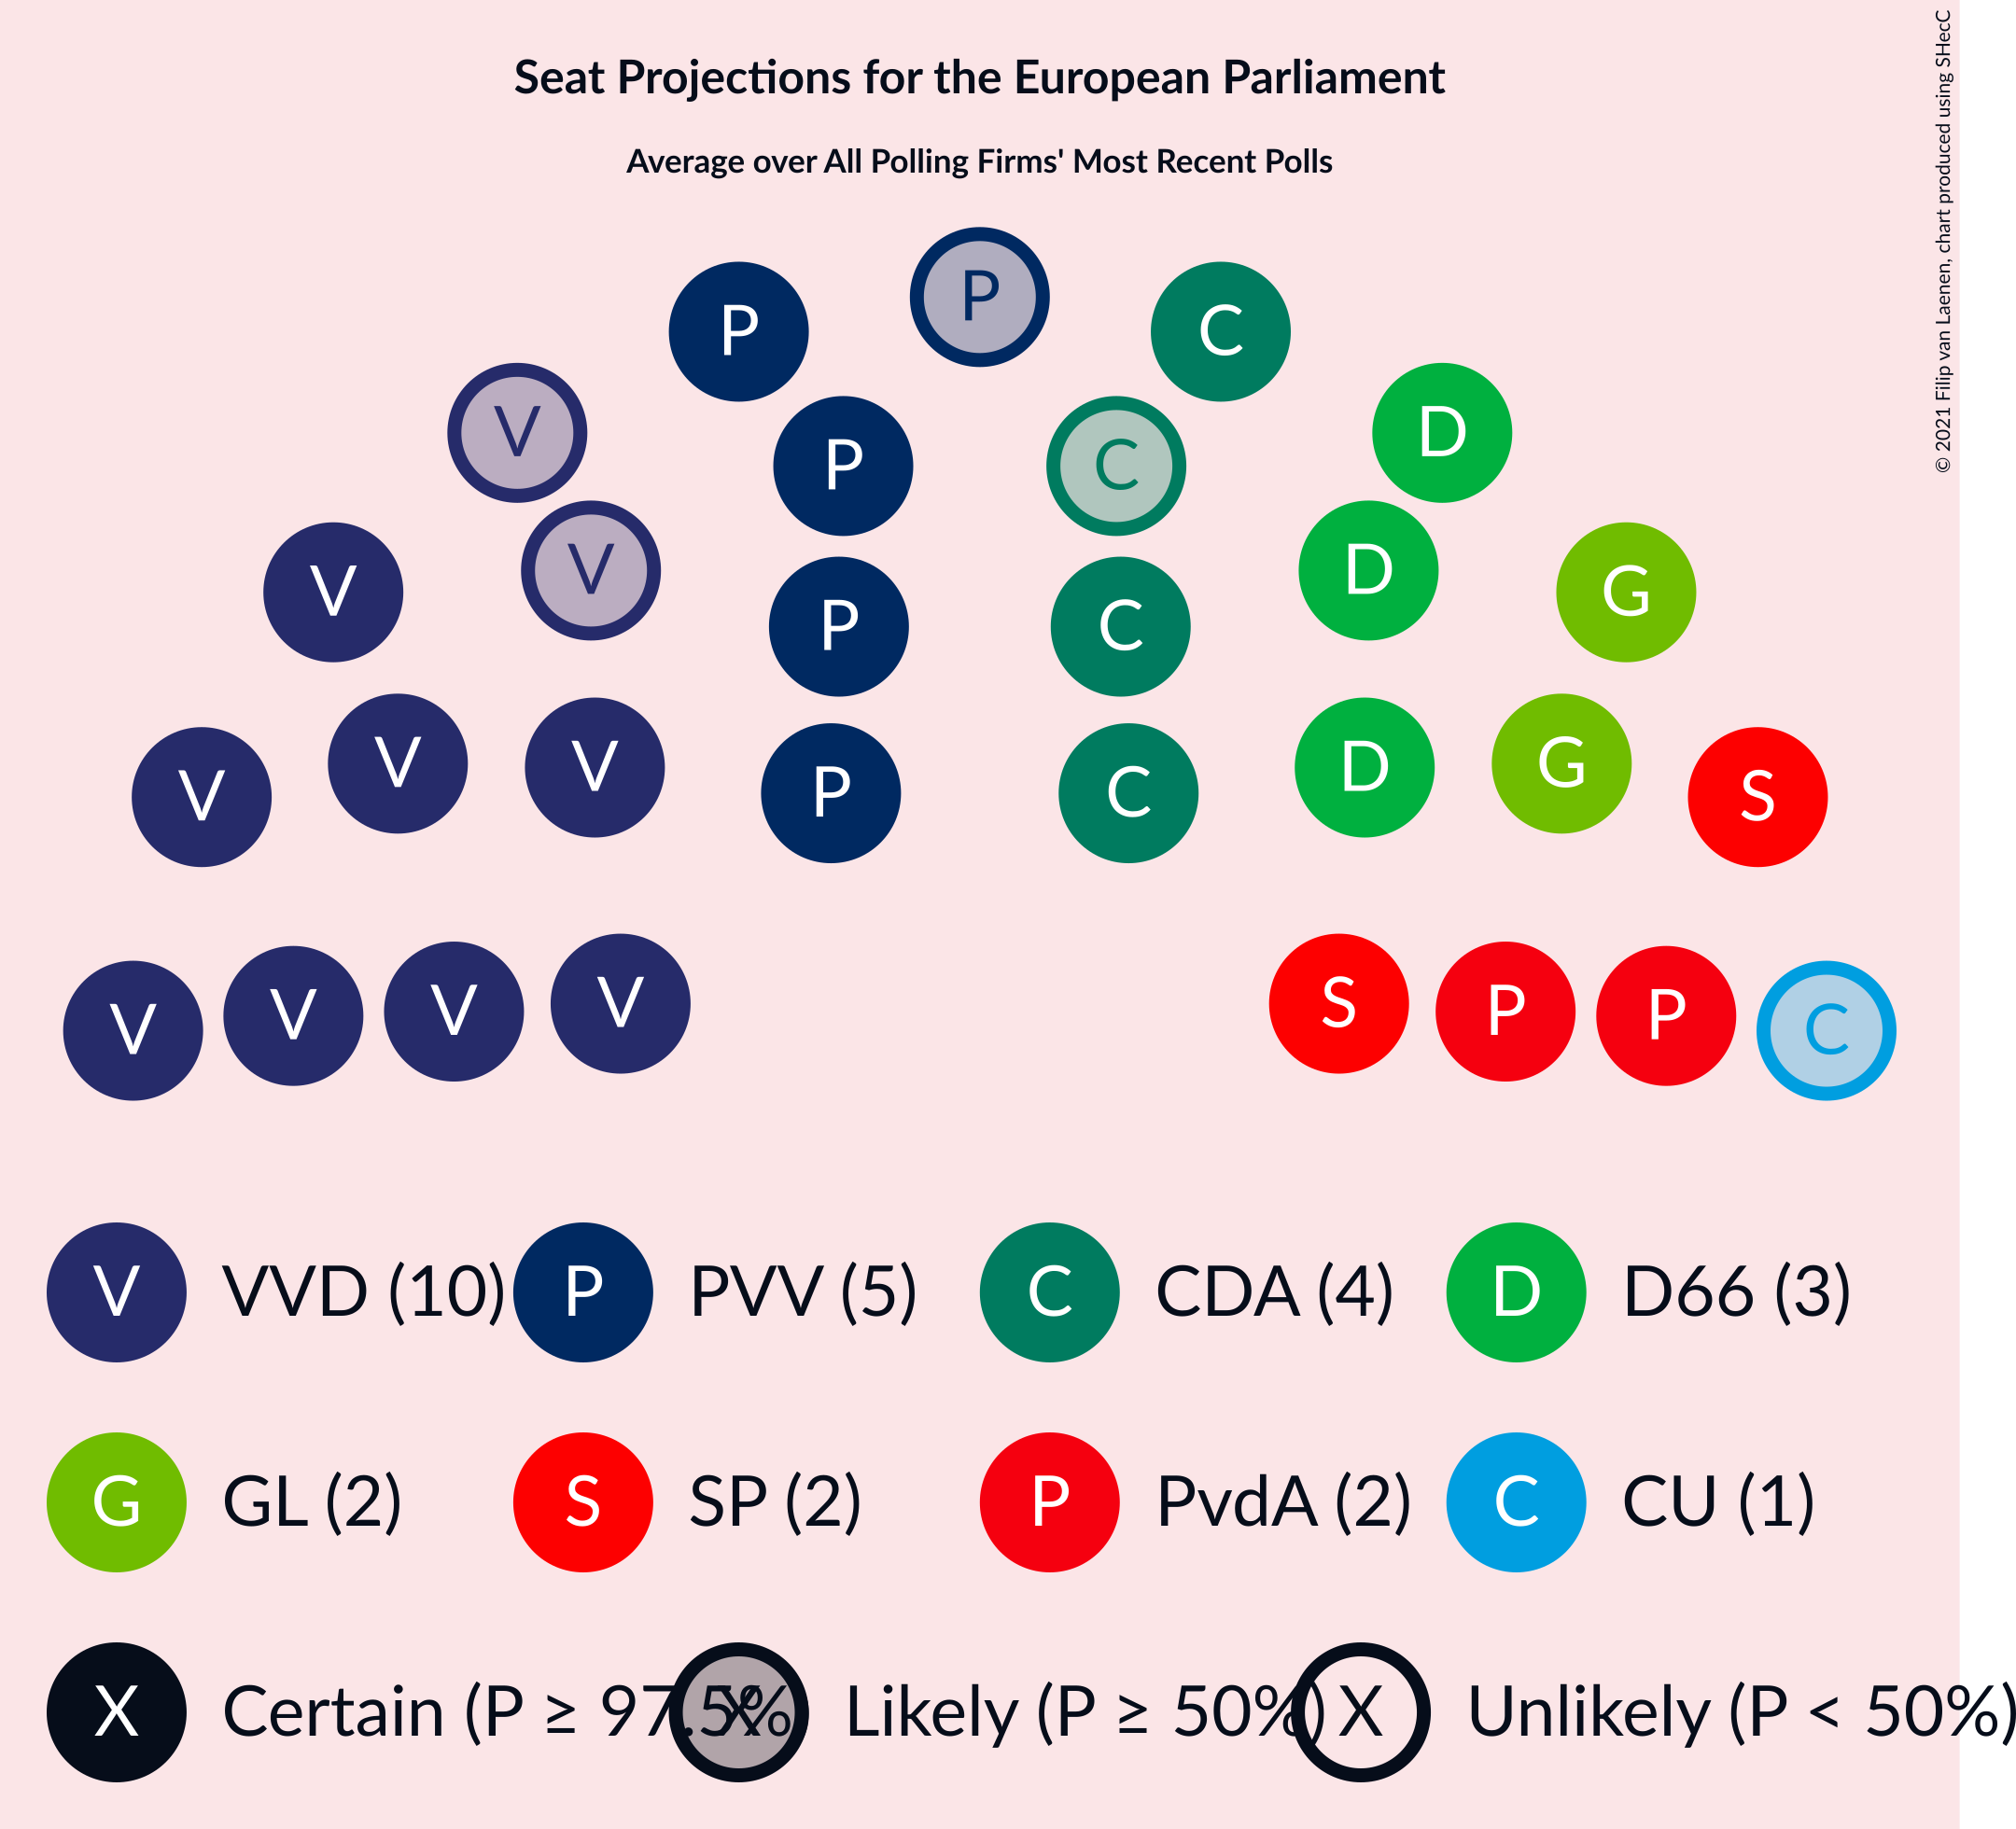 Seat Projections for the European Parliament
Average over All Polling Firms' Most Recent Polls
© 2021 Filip van Laenen, chart produced using SHecC
P
P C
V D
P C
V D
V G
P C
V V D G
V P C S
V V V V S P P C
V VVD (10) P PVV (5) C CDA (4) D D66 (3)
G GL (2) S SP (2) P PvdA (2) C CU (1)
X Certain (P ≥ 97.5% X Likely (P ≥ 50%) X Unlikely (P < 50%)